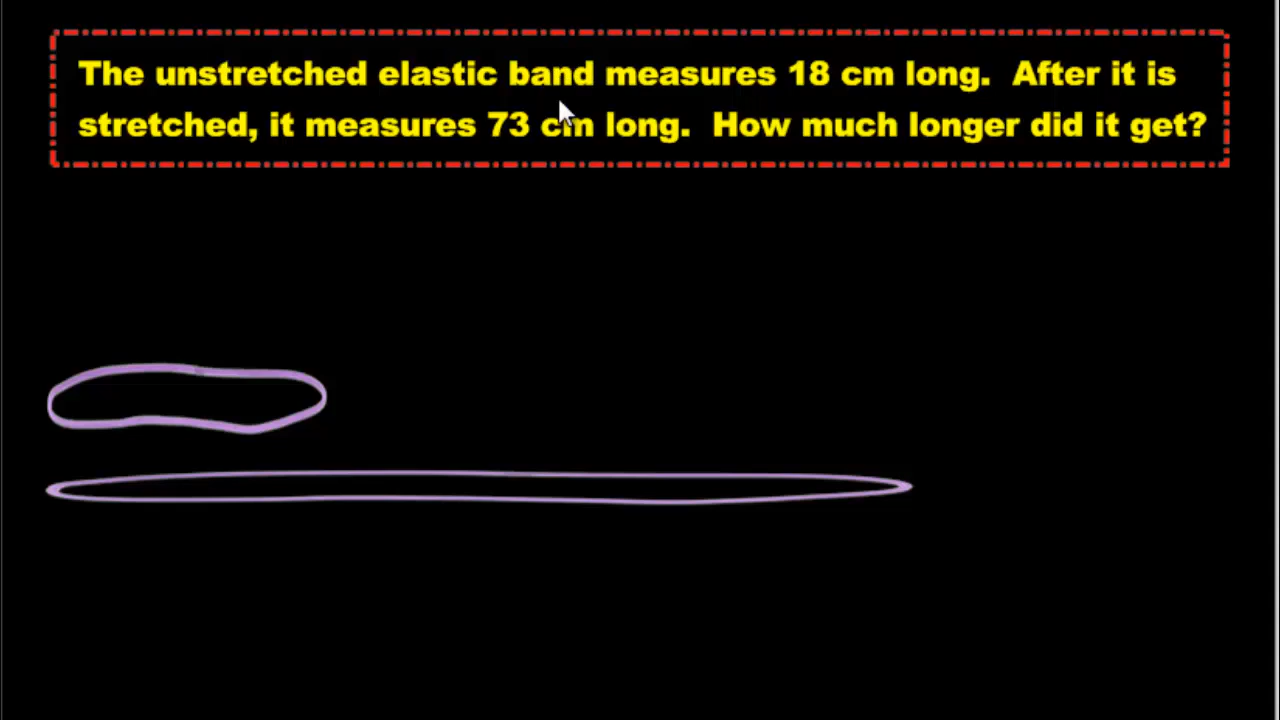 The unstretched elastic band measures 18 cm long. After it is
stretched, it measures 73 cm long. How much longer did it get?